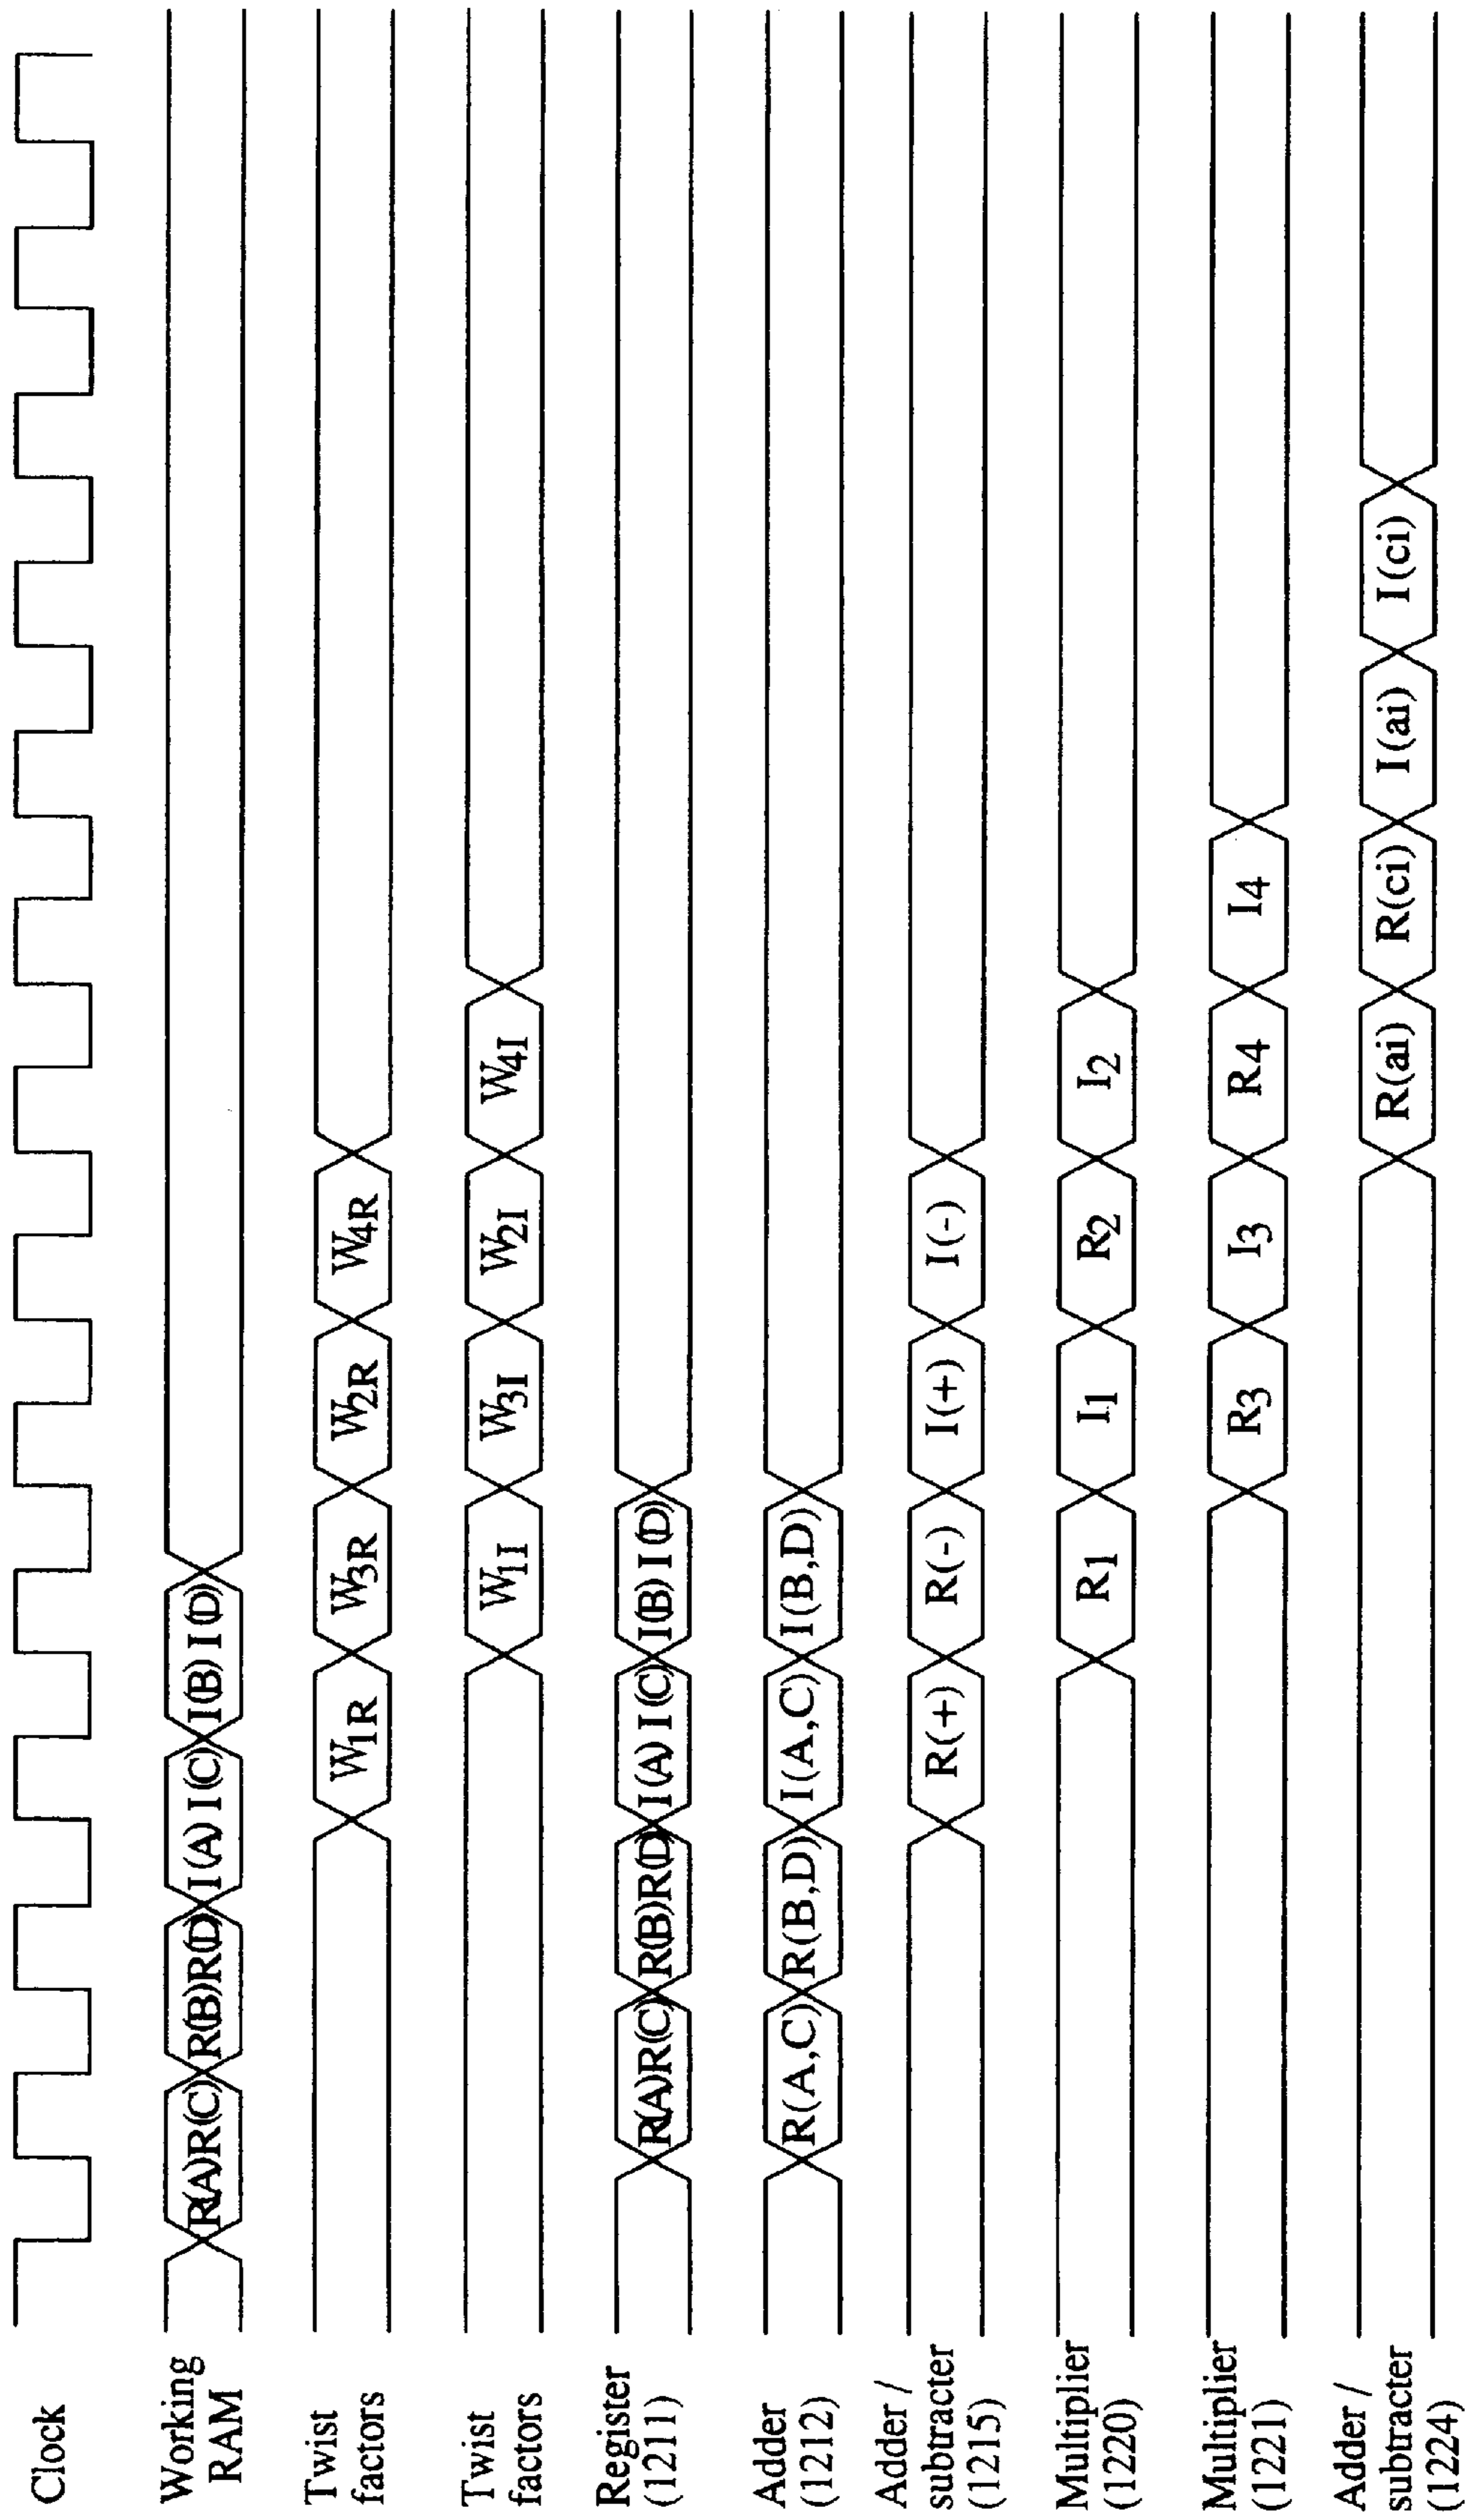 Clock
Working
RAM
R(A)R(C) R(B)R(D) I(A) I(C) I(B) I(D)
Twist
factors
W1R W3R W2R W4R
Twist
factors
W1I W3I W2I W4I
Register
(1211)
R(A)R(C) R(B)R(D) I(A) I(C) I(B) I(D)
Adder
(1212)
R(A,C) R(B,D) I(A,C) I(B,D)
Adder /
subtracter
(1215)
R(+) R(-) I(+) I(-)
Multiplier
(1220)
R1 I1 R2 I2
Multiplier
(1221)
R3 I3 R4 I4
Adder /
subtracter
(1224)
R(ai) R(ci) I(ai) I(ci)